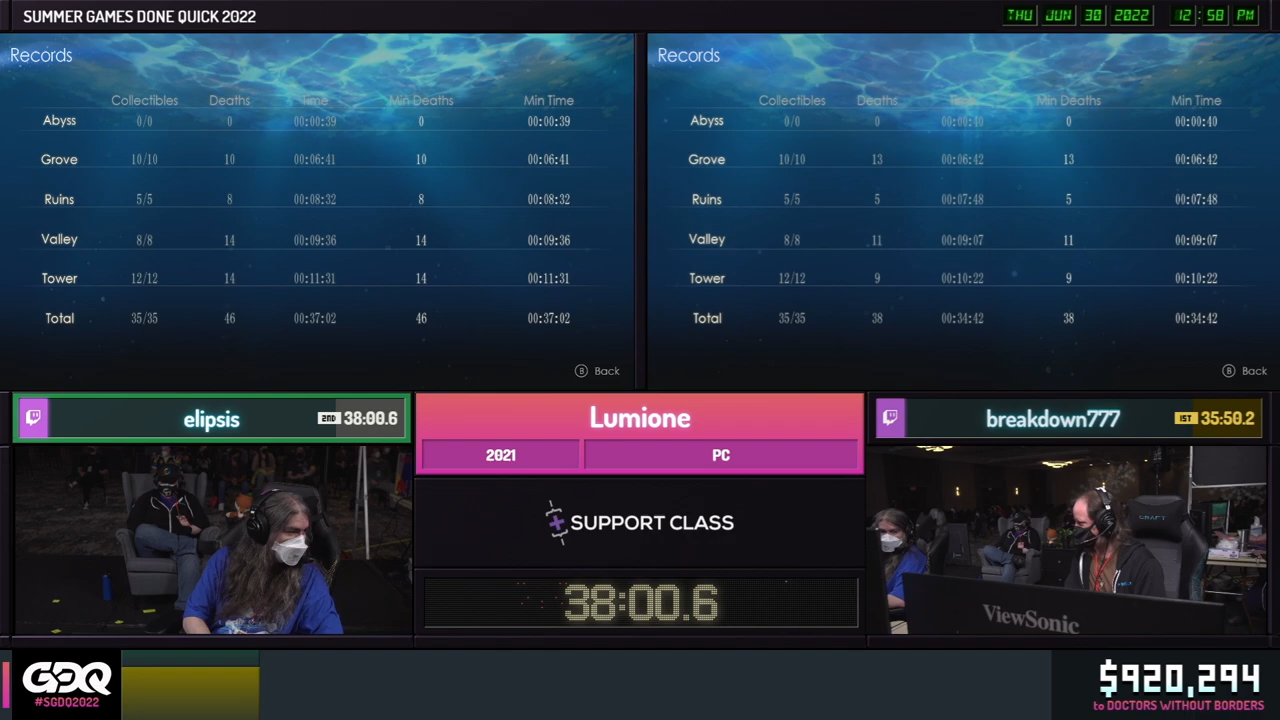 SUMMER GAMES DONE QUICK 2022
THU JUN 30 2022 12:50 PM
Records
Collectibles Deaths Time Min Deaths Min Time
Abyss 0/0 0 00:00:39 0 00:00:39
Grove 10/10 10 00:06:41 10 00:06:41
Ruins 5/5 8 00:08:32 8 00:08:32
Valley 8/8 14 00:09:36 14 00:09:36
Tower 12/12 14 00:11:31 14 00:11:31
Total 35/35 46 00:37:02 46 00:37:02
B Back
Records
Collectibles Deaths Time Min Deaths Min Time
Abyss 0/0 0 00:00:40 0 00:00:40
Grove 10/10 13 00:06:42 13 00:06:42
Ruins 5/5 5 00:07:48 5 00:07:48
Valley 8/8 11 00:09:07 11 00:09:07
Tower 12/12 9 00:10:22 9 00:10:22
Total 35/35 38 00:34:42 38 00:34:42
B Back
elipsis 2ND 38:00.6
Lumione
2021 PC
breakdown777 1ST 35:50.2
SUPPORT CLASS
38:00.6
CRAFT
ViewSonic
GDQ
#SGDQ2022
$920,294
to DOCTORS WITHOUT BORDERS